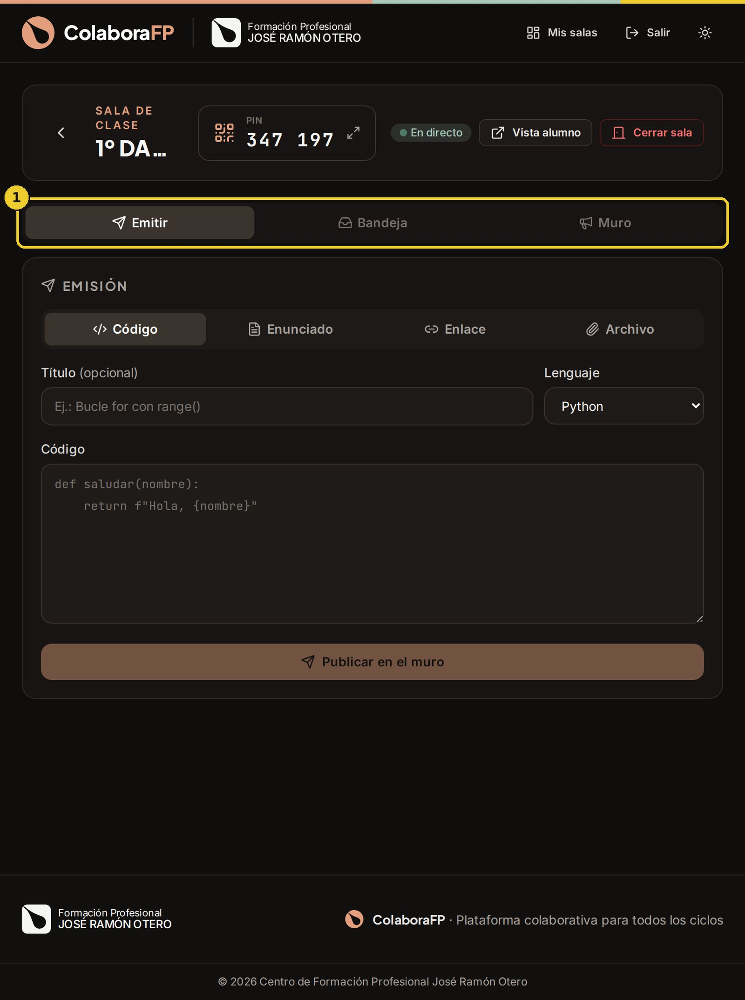 ColaboraFP
Formación Profesional
JOSÉ RAMÓN OTERO
Mis salas
Salir
SALA DE
CLASE
1º DA...
PIN
347 197
En directo
Vista alumno
Cerrar sala
1
Emitir
Bandeja
Muro
EMISIÓN
Código
Enunciado
Enlace
Archivo
Título (opcional)
Lenguaje
Ej.: Bucle for con range()
Python
Código
def saludar(nombre):
    return f"Hola, {nombre}"
Publicar en el muro
Formación Profesional
JOSÉ RAMÓN OTERO
ColaboraFP · Plataforma colaborativa para todos los ciclos
© 2026 Centro de Formación Profesional José Ramón Otero